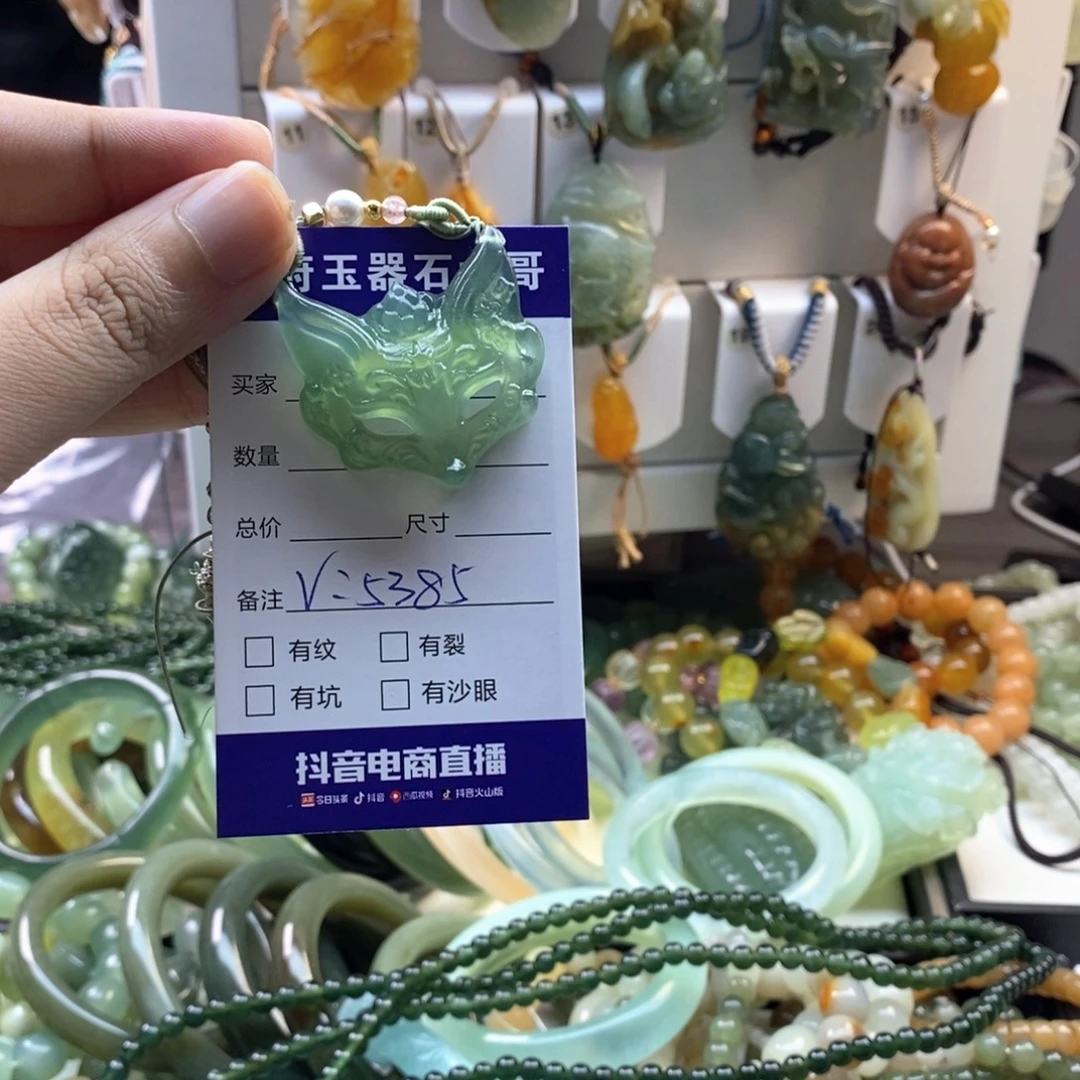 11
12
13
玉器石
哥
买家
数量
总价 尺寸
备注 V:5385
有纹 有裂
有坑 有沙眼
抖音电商直播
今日头条 抖音 西瓜视频 抖音火山版